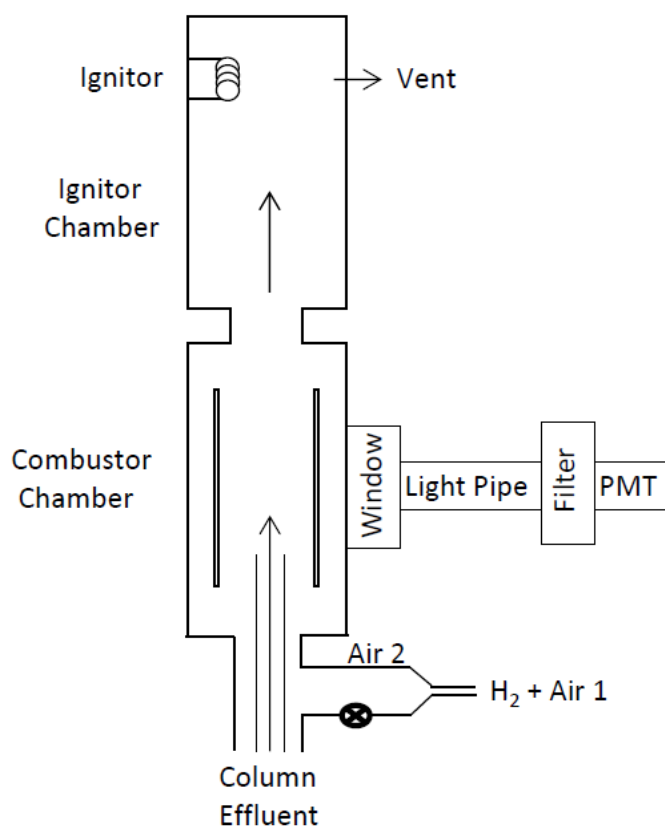 Ignitor
Vent
Ignitor
Chamber
Combustor
Chamber
Window
Light Pipe
Filter
PMT
Air 2
H₂ + Air 1
Column
Effluent